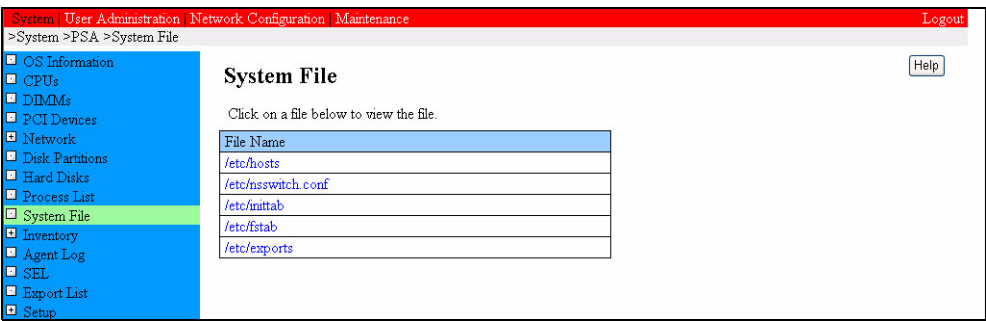 System | User Administration | Network Configuration | Maintenance Logout
>System >PSA >System File
OS Information
CPUs
DIMMs
PCI Devices
Network
Disk Partitions
Hard Disks
Process List
System File
Inventory
Agent Log
SEL
Export List
Setup
System File
Help
Click on a file below to view the file.
File Name
/etc/hosts
/etc/nsswitch.conf
/etc/inittab
/etc/fstab
/etc/exports